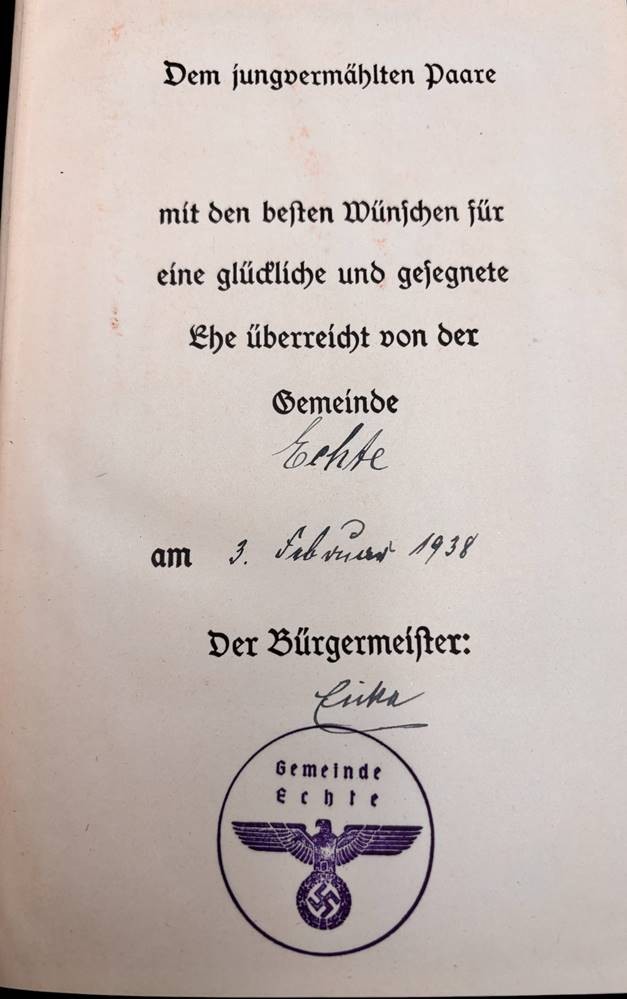 Dem jungvermählten Paare
mit den besten Wünschen für
eine glückliche und gesegnete
Ehe überreicht von der
Gemeinde
Echte
am 3. Februar 1938
Der Bürgermeister:
Gemeinde
Echte